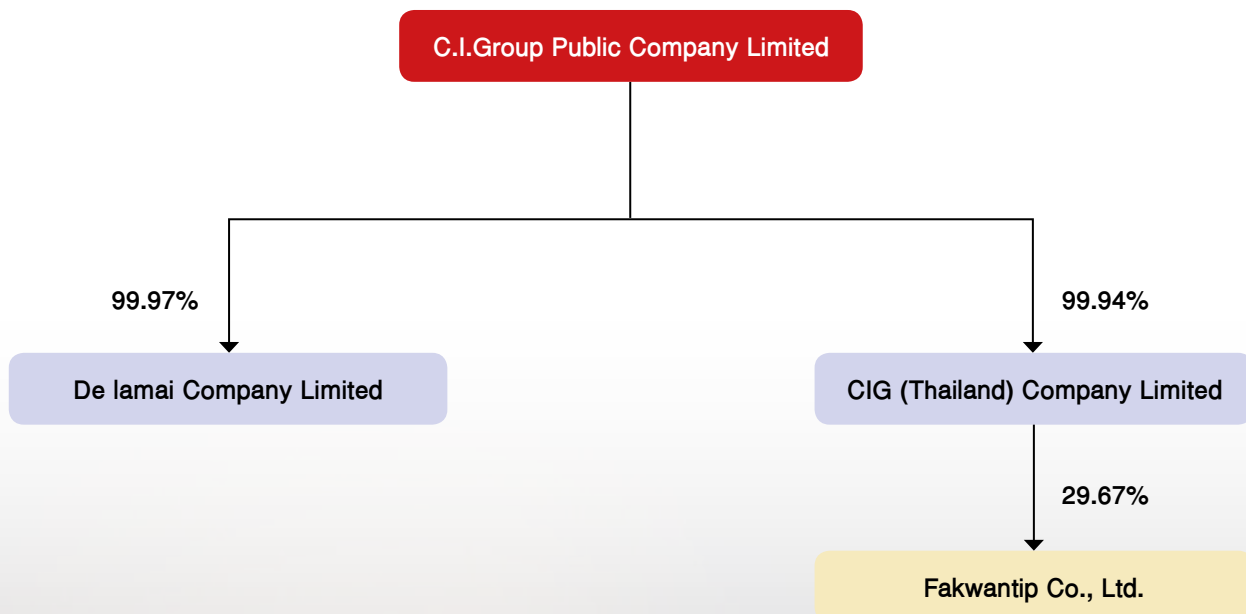 C.I.Group Public Company Limited
99.97%
99.94%
De lamai Company Limited
CIG (Thailand) Company Limited
29.67%
Fakwantip Co., Ltd.